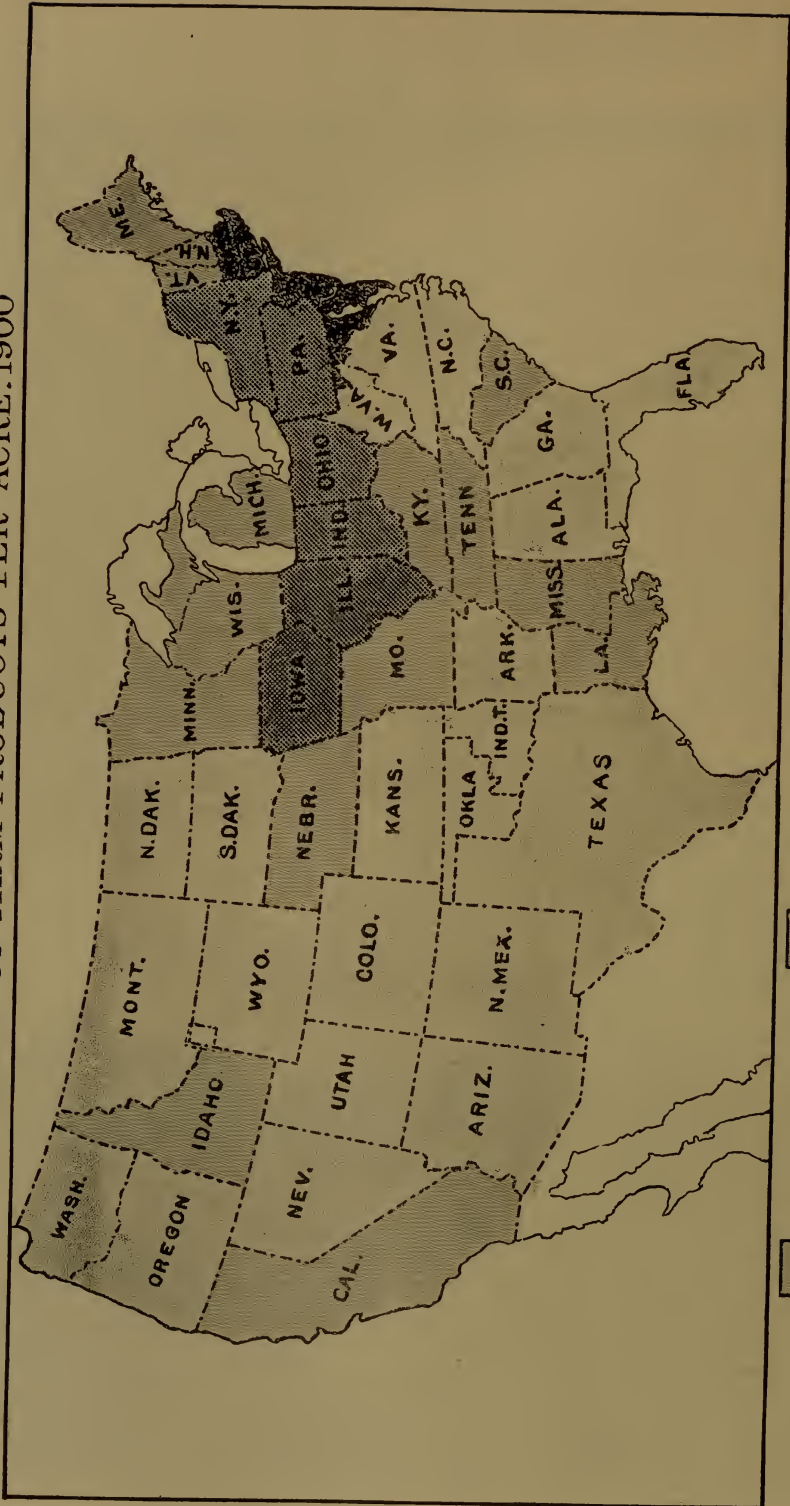 PRODUCTS PER ACRE. 1900
WASH.
OREGON
CAL.
NEV.
IDAHO
MONT.
WYO.
UTAH
ARIZ.
COLO.
N.MEX.
N.DAK.
S.DAK.
NEBR.
KANS.
OKLA
IND.T.
TEXAS
MINN.
IOWA
MO.
ARK.
LA.
WIS.
ILL.
MICH.
IND.
OHIO
KY.
TENN
MISS.
ALA.
GA.
FLA.
S.C.
N.C.
VA.
W.VA.
PA.
N.Y.
VT.
N.H.
ME.